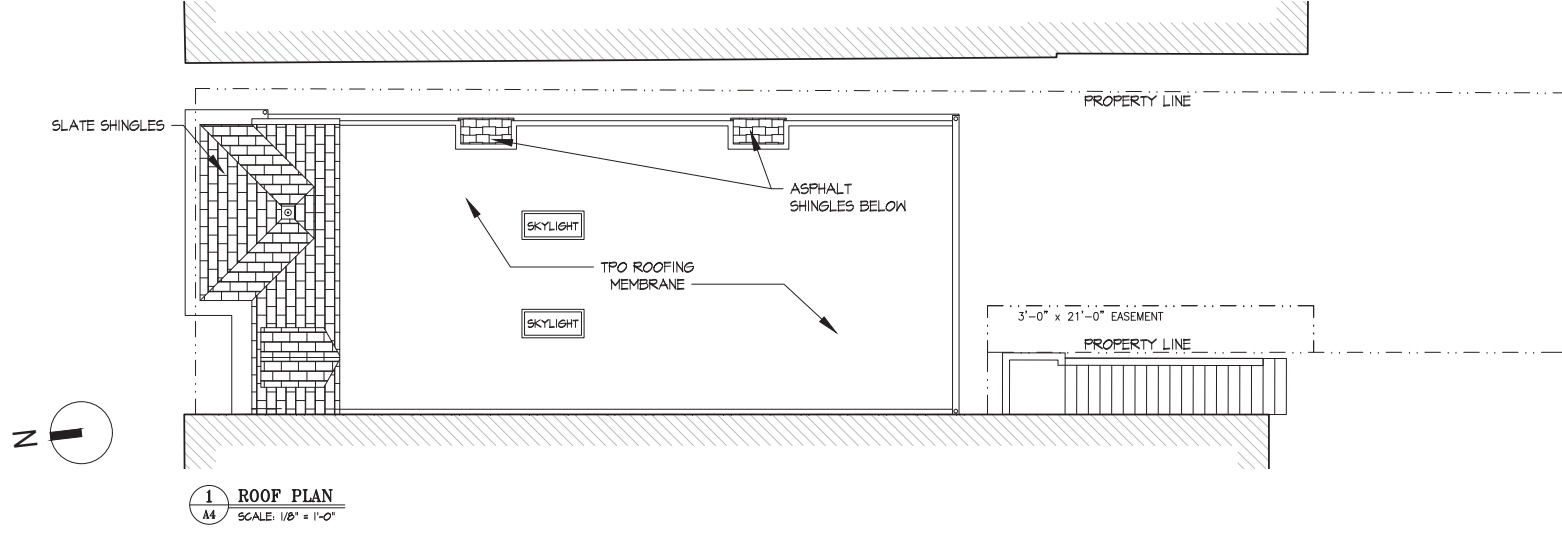 PROPERTY LINE
SLATE SHINGLES
ASPHALT
SHINGLES BELOW
SKYLIGHT
TPO ROOFING
MEMBRANE
SKYLIGHT
3'-0" x 21'-0" EASEMENT
PROPERTY LINE
N
1
A4
ROOF PLAN
SCALE: 1/8" = 1'-0"